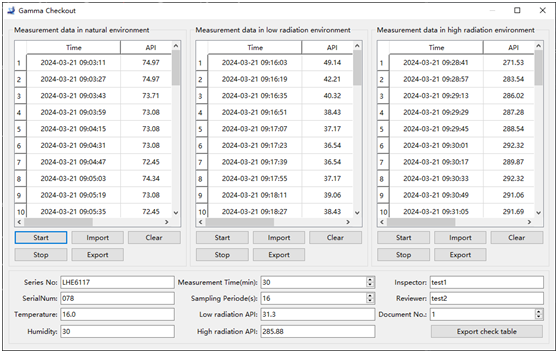 Gamma Checkout
Measurement data in natural environment
Time API
1 2024-03-21 09:03:11 74.97
2 2024-03-21 09:03:27 74.97
3 2024-03-21 09:03:43 73.71
4 2024-03-21 09:03:59 73.08
5 2024-03-21 09:04:15 73.08
6 2024-03-21 09:04:31 73.08
7 2024-03-21 09:04:47 72.45
8 2024-03-21 09:05:03 74.34
9 2024-03-21 09:05:19 73.08
10 2024-03-21 09:05:35 72.45
Start Import Clear
Stop Export
Measurement data in low radiation environment
Time API
1 2024-03-21 09:16:03 49.14
2 2024-03-21 09:16:19 42.21
3 2024-03-21 09:16:35 40.32
4 2024-03-21 09:16:51 38.43
5 2024-03-21 09:17:07 37.17
6 2024-03-21 09:17:23 36.54
7 2024-03-21 09:17:39 36.54
8 2024-03-21 09:17:55 37.17
9 2024-03-21 09:18:11 39.06
10 2024-03-21 09:18:27 38.43
Start Import Clear
Stop Export
Measurement data in high radiation environment
Time API
1 2024-03-21 09:28:41 271.53
2 2024-03-21 09:28:57 283.54
3 2024-03-21 09:29:13 286.02
4 2024-03-21 09:29:29 287.28
5 2024-03-21 09:29:45 288.54
6 2024-03-21 09:30:01 292.32
7 2024-03-21 09:30:17 289.87
8 2024-03-21 09:30:33 292.32
9 2024-03-21 09:30:49 291.06
10 2024-03-21 09:31:05 291.69
Start Import Clear
Stop Export
Series No: LHE6117 Measurement Time(min): 30 Inspector: test1
SerialNum: 078 Sampling Periode(s): 16 Reviewer: test2
Temperature: 16.0 Low radiation API: 31.3 Document No.: 1
Humidity: 30 High radiation API: 285.88 Export check table